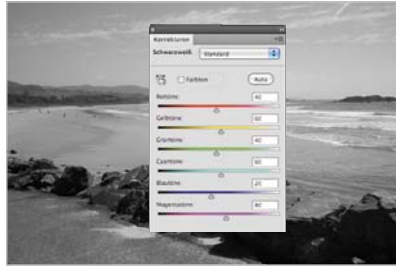 Korrekturen
Schwarzweiß: Standard
Farbton Auto
Rottöne: 40
Gelbtöne: 60
Grüntöne: 40
Cyantöne: 60
Blautöne: 20
Magentatöne: 80